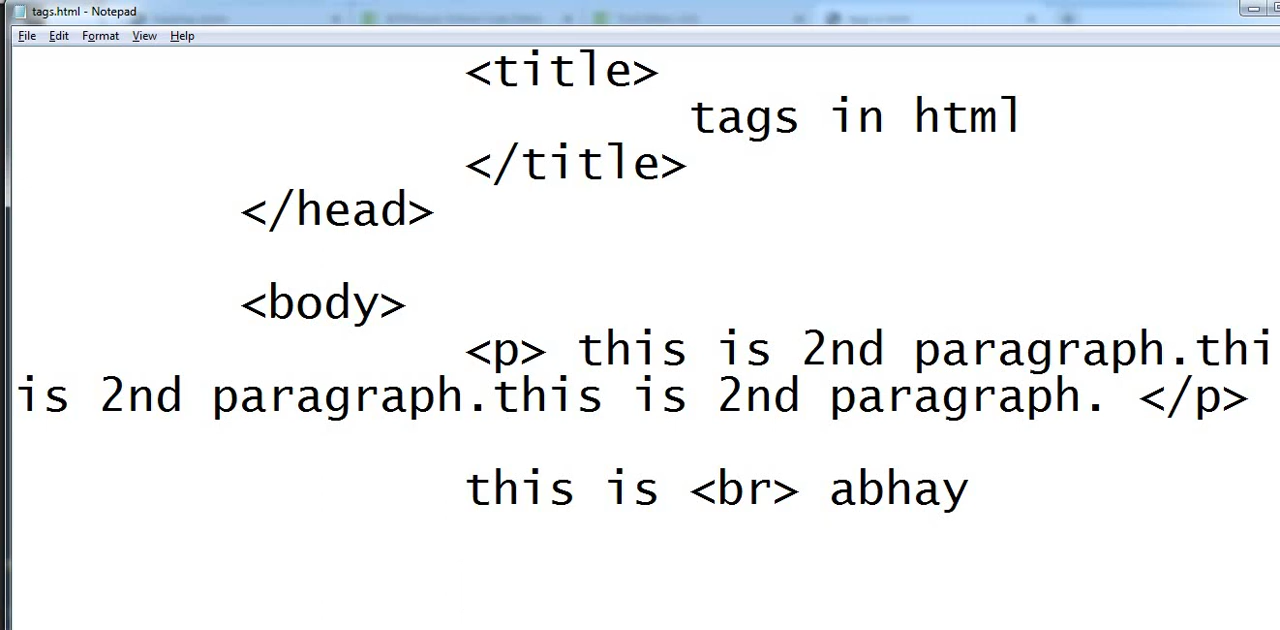 tags.html - Notepad
File Edit Format View Help
<title>
tags in html
</title>
</head>
<body>
<p> this is 2nd paragraph.thi
is 2nd paragraph.this is 2nd paragraph. </p>
this is <br> abhay